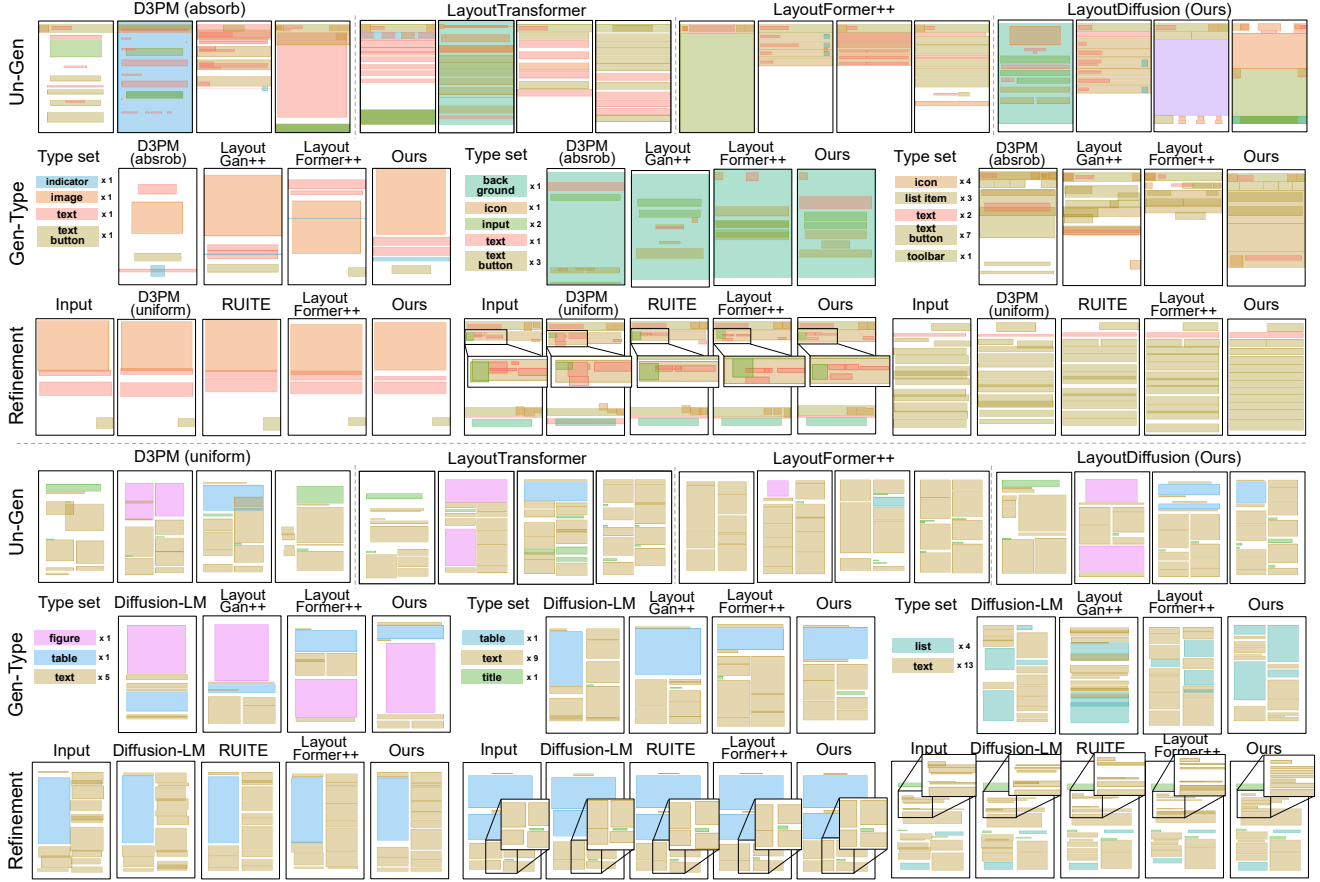 D3PM (absorb) LayoutTransformer LayoutFormer++ LayoutDiffusion (Ours)
Un-Gen
Gen-Type
Type set D3PM (absrob) Layout Gan++ Layout Former++ Ours
indicator x 1
image x 1
text x 1
text button x 1
Type set D3PM (absrob) Layout Gan++ Layout Former++ Ours
back ground x 1
icon x 1
input x 2
text x 1
text button x 3
Type set D3PM (absrob) Layout Gan++ Layout Former++ Ours
icon x 4
list item x 3
text x 2
text button x 7
toolbar x 1
Refinement
Input D3PM (uniform) RUITE Layout Former++ Ours
Input D3PM (uniform) RUITE Layout Former++ Ours
Input D3PM (uniform) RUITE Layout Former++ Ours
D3PM (uniform) LayoutTransformer LayoutFormer++ LayoutDiffusion (Ours)
Un-Gen
Gen-Type
Type set Diffusion-LM Layout Gan++ Layout Former++ Ours
figure x 1
table x 1
text x 5
Type set Diffusion-LM Layout Gan++ Layout Former++ Ours
table x 1
text x 9
title x 1
Type set Diffusion-LM Layout Gan++ Layout Former++ Ours
list x 4
text x 13
Refinement
Input Diffusion-LM RUITE Layout Former++ Ours
Input Diffusion-LM RUITE Layout Former++ Ours
Input Diffusion-LM RUITE Layout Former++ Ours